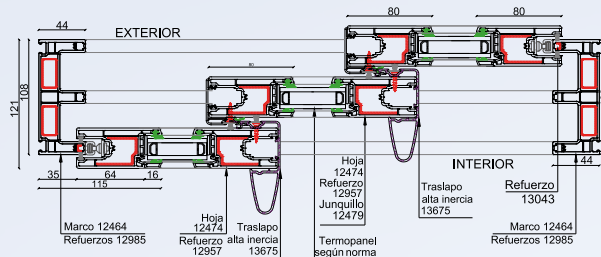 44
EXTERIOR
80
80
80
121
108
35
64
16
115
INTERIOR
44
Marco 12464
Refuerzos 12985
Hoja
12474
Refuerzo
12957
Traslapo
alta inercia
13675
Termopanel
según norma
Hoja
12474
Refuerzo
12957
Junquillo
12479
Traslapo
alta inercia
13675
Refuerzo
13043
Marco 12464
Refuerzos 12985